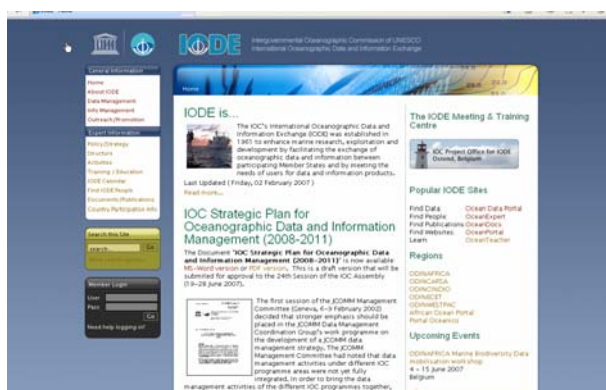 IODE
Intergovernmental Oceanographic Commission of UNESCO
International Oceanographic Data and Information Exchange
General Information
Home
About IODE
Data Management
Info Management
Outreach/Promotion
Expert Information
Policy/Strategy
Structure
Activities
Training / Education
IODE Calendar
Find IODE People
Documents/Publications
Country Participation Info
Search this Site
search...
Go
Member Login
User
Pass
Go
Need help logging in?
Home
IODE is...
The IOC's International Oceanographic Data and
Information Exchange (IODE) was established in
1961 to enhance marine research, exploitation and
development by facilitating the exchange of
oceanographic data and information between
participating Member States and by meeting the
needs of users for data and information products.
Last Updated ( Friday, 02 February 2007 )
Read more...
IOC Strategic Plan for
Oceanographic Data and Information
Management (2008-2011)
The Document "IOC Strategic Plan for Oceanographic Data
and Information Management (2008-2011)" is now available
MS-Word version or PDF version. This is a draft version that will be
submitted for approval to the 24th Session of the IOC Assembly
(19-28 June 2007).
The first session of the JCOMM Management
Committee (Geneva, 6-9 February 2002)
decided that stronger emphasis should be
placed in the JCOMM Data Management
Coordination Group's work programme on
the development of a JCOMM data
management strategy. The JCOMM
Management Committee had noted that data
management activities under different IOC
programme areas were not yet fully
integrated. In order to bring the data
management activities of the different IOC programmes together,
The IODE Meeting & Training
Centre
IOC Project Office for IODE
Ostend, Belgium
Popular IODE Sites
Find Data: Ocean Data Portal
Find People: OceanExpert
Find Publications: OceanDocs
Find Websites: OceanPortal
Learn OceanTeacher
Regions
ODINAFRICA
ODINCARSA
ODINCINDIO
ODINECET
ODINWESTPAC
African Ocean Portal
Portal Oceanico
Upcoming Events
ODINAFRICA Marine Biodiversity Data
mobilisation workshop
4 - 15 June 2007
Belgium